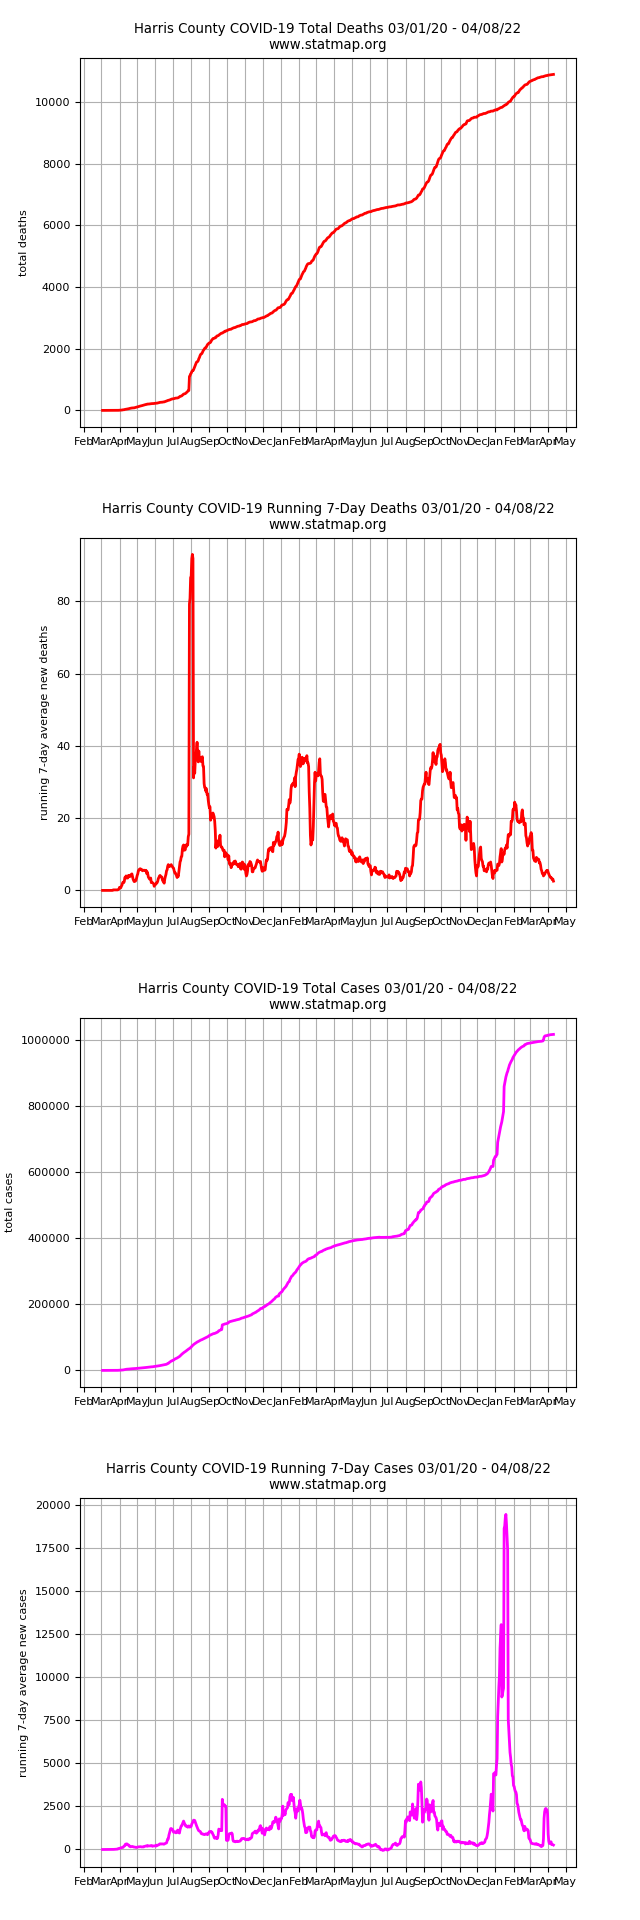 Harris County COVID-19 Total Deaths 03/01/20 - 04/08/22
www.statmap.org
10000
8000
6000
4000
2000
0
total deaths
Feb Mar Apr May Jun Jul Aug Sep Oct Nov Dec Jan Feb Mar Apr May Jun Jul Aug Sep Oct Nov Dec Jan Feb Mar Apr May
Harris County COVID-19 Running 7-Day Deaths 03/01/20 - 04/08/22
www.statmap.org
80
60
40
20
0
running 7-day average new deaths
Feb Mar Apr May Jun Jul Aug Sep Oct Nov Dec Jan Feb Mar Apr May Jun Jul Aug Sep Oct Nov Dec Jan Feb Mar Apr May
Harris County COVID-19 Total Cases 03/01/20 - 04/08/22
www.statmap.org
1000000
800000
600000
400000
200000
0
total cases
Feb Mar Apr May Jun Jul Aug Sep Oct Nov Dec Jan Feb Mar Apr May Jun Jul Aug Sep Oct Nov Dec Jan Feb Mar Apr May
Harris County COVID-19 Running 7-Day Cases 03/01/20 - 04/08/22
www.statmap.org
20000
17500
15000
12500
10000
7500
5000
2500
0
running 7-day average new cases
Feb Mar Apr May Jun Jul Aug Sep Oct Nov Dec Jan Feb Mar Apr May Jun Jul Aug Sep Oct Nov Dec Jan Feb Mar Apr May